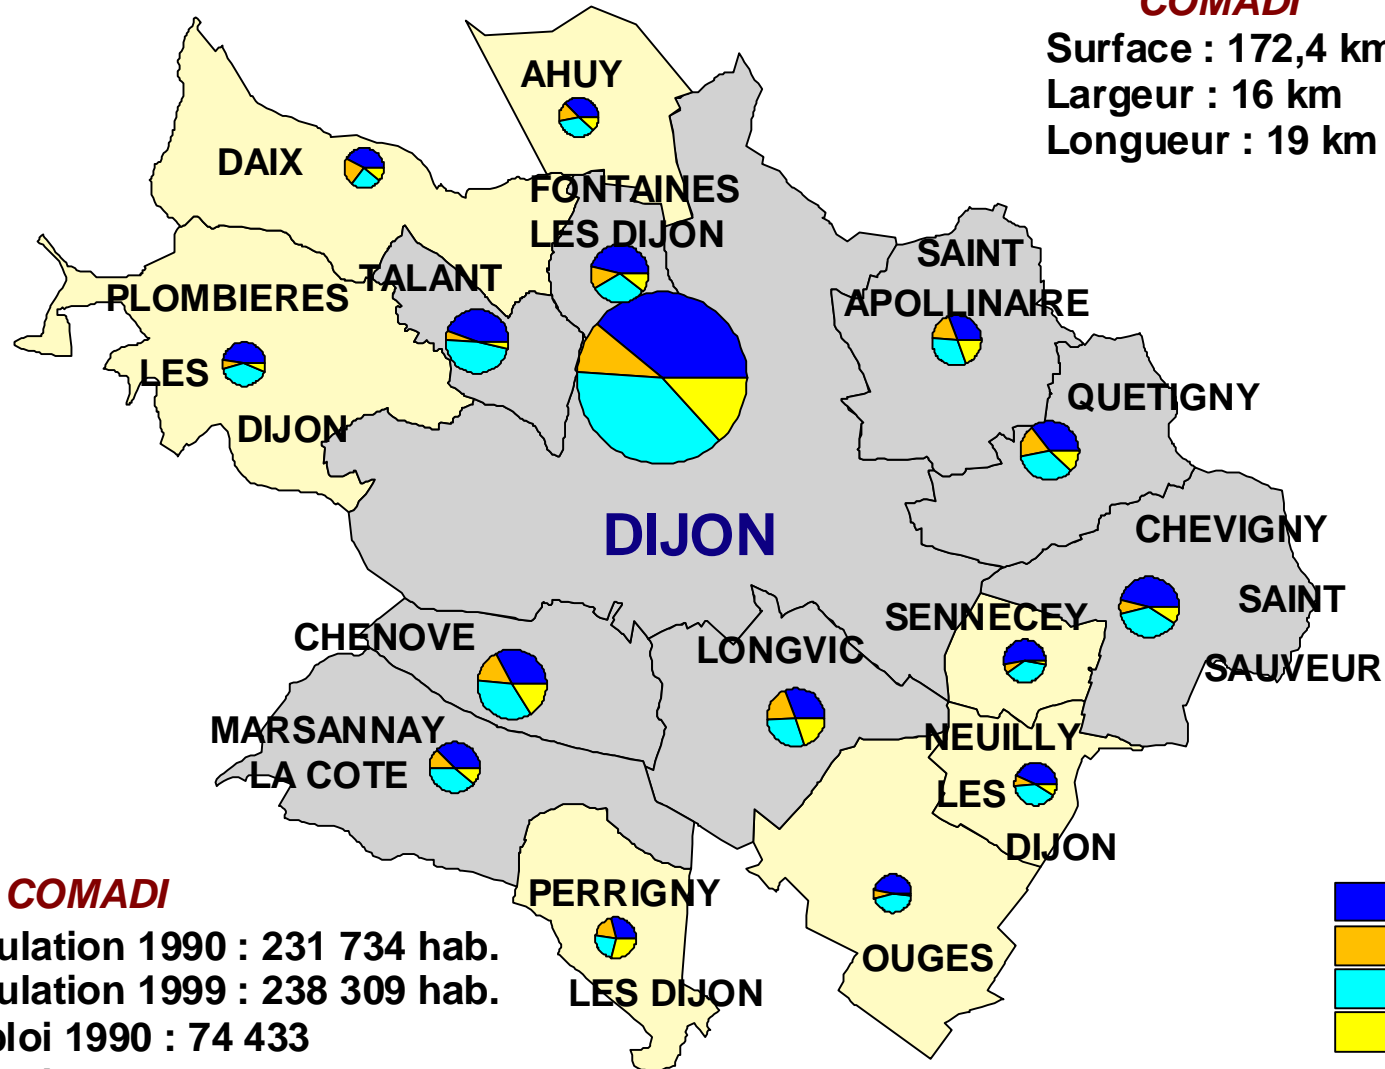 COMADI
Surface : 172,4 km
Largeur : 16 km
Longueur : 19 km
AHUY
DAIX
FONTAINES
LES DIJON
SAINT
APOLLINAIRE
TALANT
PLOMBIERES
LES
DIJON
QUETIGNY
DIJON
CHEVIGNY
SAINT
SAUVEUR
SENNECEY
CHENOVE
LONGVIC
MARSANNAY
LA COTE
NEUILLY
LES
DIJON
PERRIGNY
LES DIJON
OUGES
COMADI
ulation 1990 : 231 734 hab.
ulation 1999 : 238 309 hab.
loi 1990 : 74 433